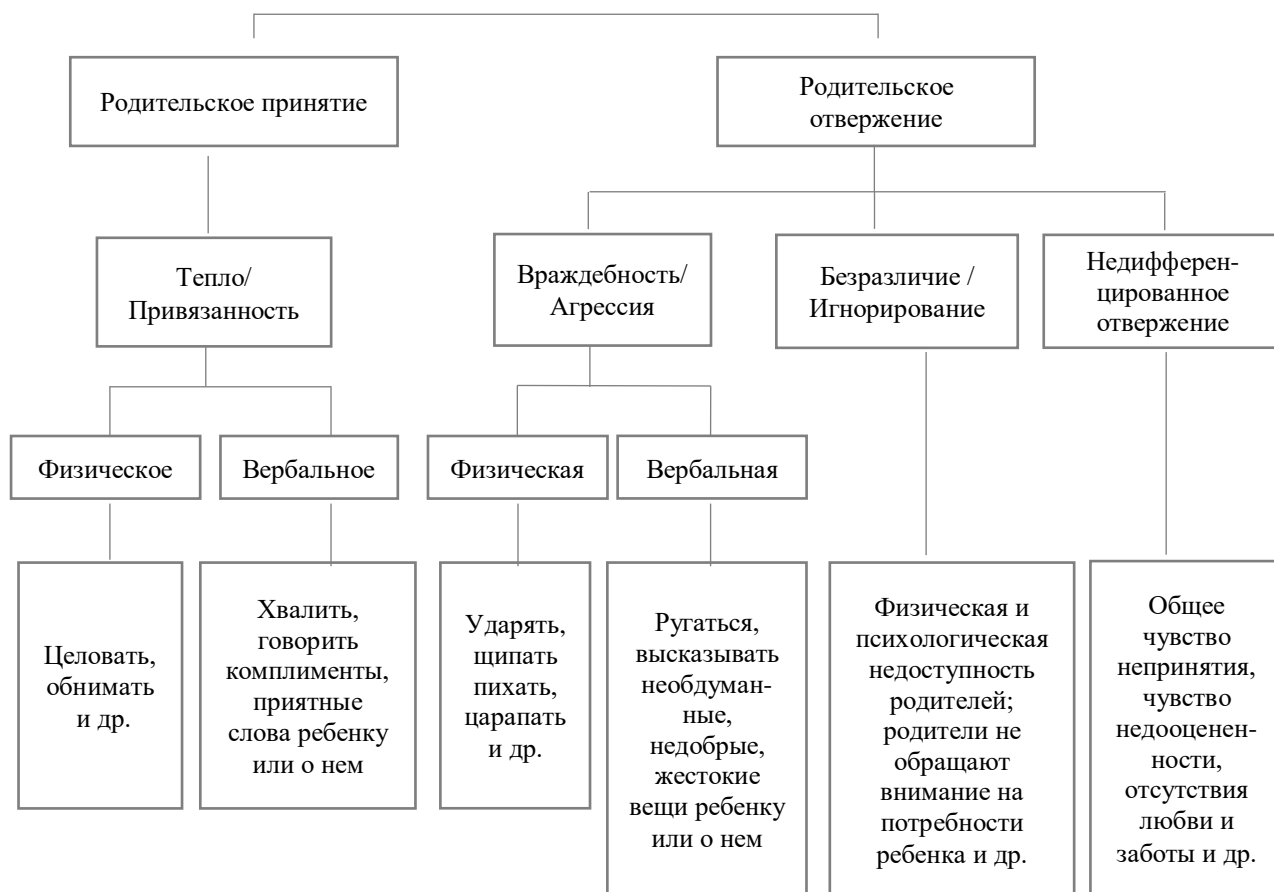 Родительское принятие
Родительское
отвержение
Тепло/
Привязанность
Враждебность/
Агрессия
Безразличие /
Игнорирование
Недифферен-
цированное
отвержение
Физическое
Вербальное
Физическая
Вербальная
Целовать,
обнимать
и др.
Хвалить,
говорить
комплименты,
приятные
слова ребенку
или о нем
Ударять,
щипать
пихать,
царапать
и др.
Ругаться,
высказывать
необдуман-
ные,
недобрые,
жестокие
вещи ребенку
или о нем
Физическая и
психологическая
недоступность
родителей;
родители не
обращают
внимание на
потребности
ребенка и др.
Общее
чувство
непринятия,
чувство
недооценен-
ности,
отсутствия
любви и
заботы и др.